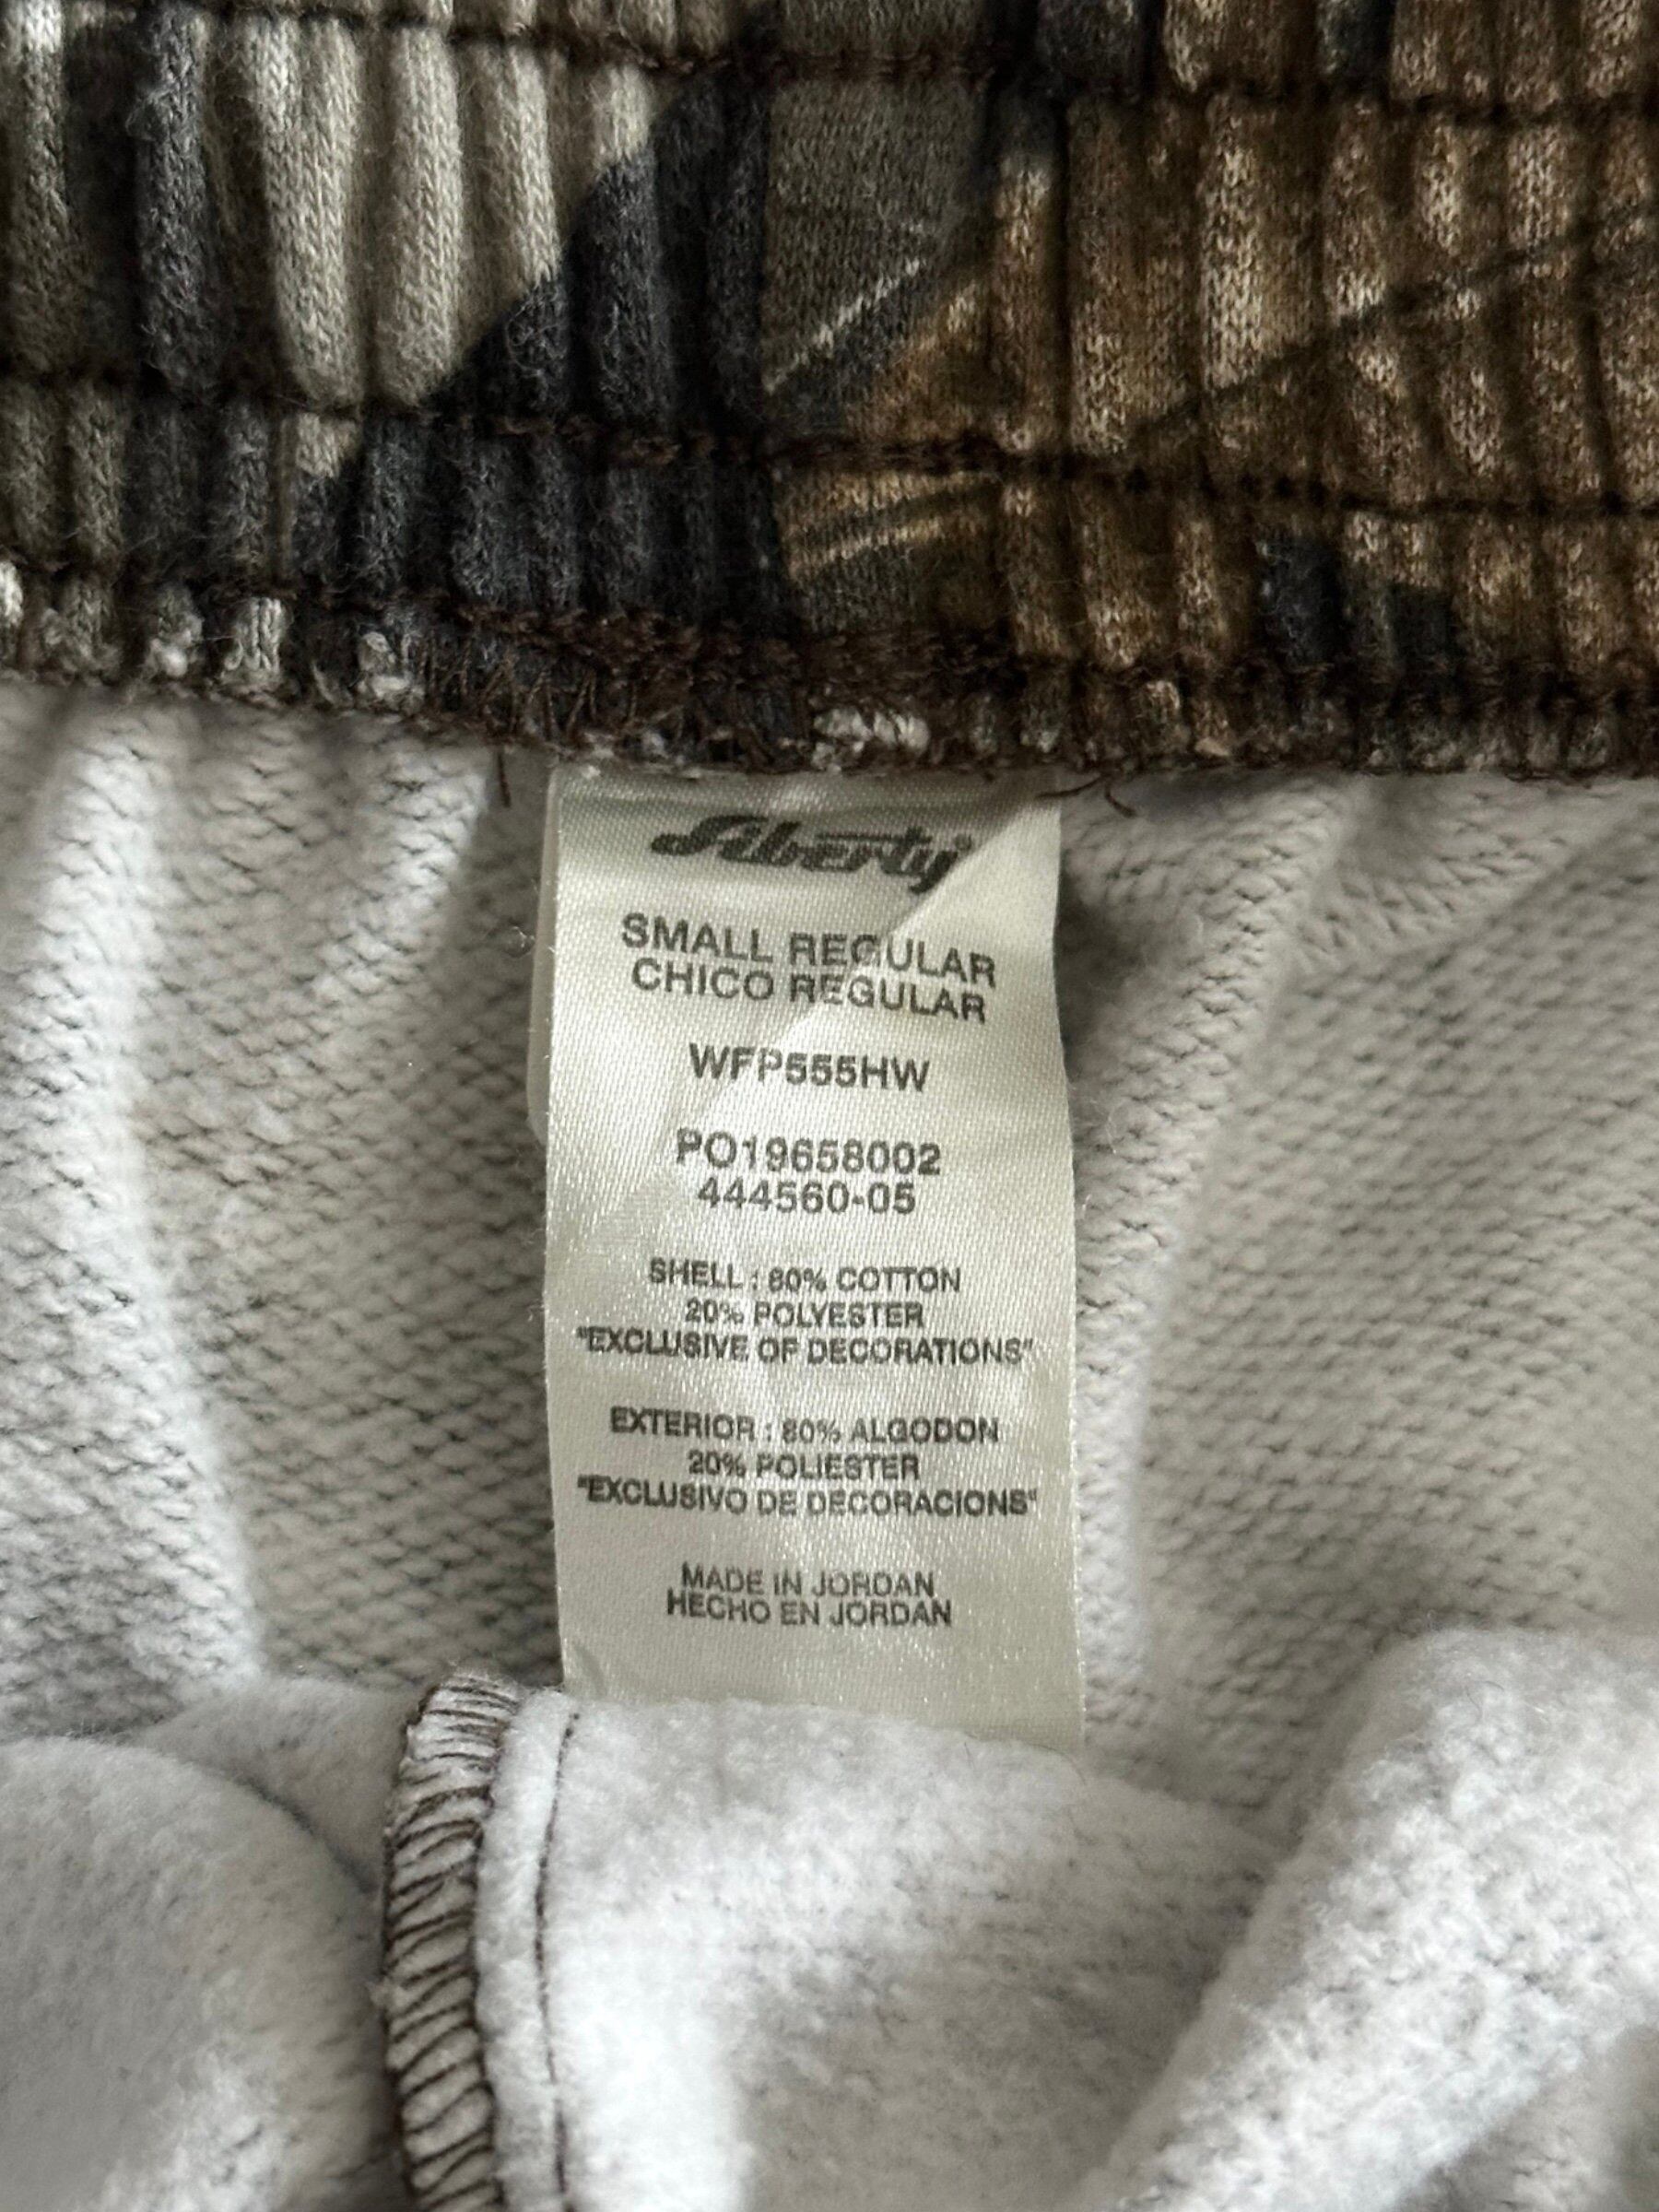 Liberty
SMALL REGULAR
CHICO REGULAR
WFP555HW
PO19658002
444560-05
SHELL : 80% COTTON
20% POLYESTER
"EXCLUSIVE OF DECORATIONS"
EXTERIOR : 80% ALGODON
20% POLIESTER
"EXCLUSIVO DE DECORACIONS"
MADE IN JORDAN
HECHO EN JORDAN